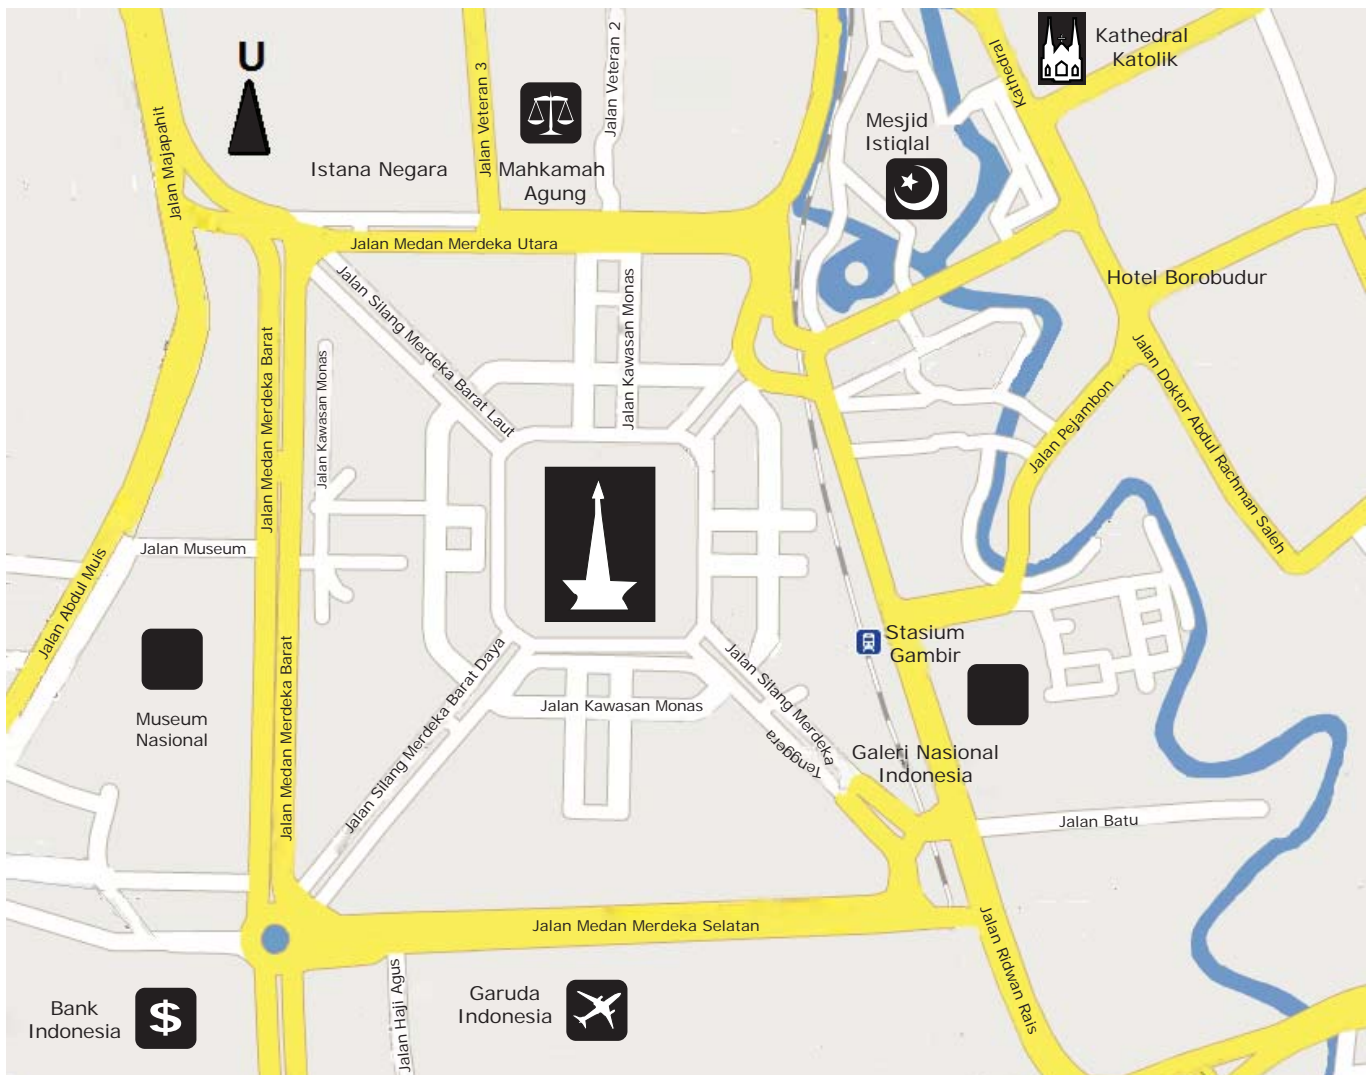 U
Kathedral
Katolik
Kathedral
Jalan Veteran 2
Jalan Veteran 3
Jalan Majapahit
Mesjid
Istiqlal
Istana Negara
Mahkamah
Agung
Jalan Medan Merdeka Utara
Hotel Borobudur
Jalan Silang Merdeka Barat Laut
Jalan Kawasan Monas
Jalan Medan Merdeka Barat
Jalan Kawasan Monas
Jalan Doktor Abdul Rachman Saleh
Jalan Pejambon
Jalan Museum
Jalan Abdul Muis
Stasium
Gambir
Jalan Medan Merdeka Barat
Jalan Silang Merdeka Barat Daya
Jalan Silang Merdeka
Tenggera
Jalan Kawasan Monas
Museum
Nasional
Galeri Nasional
Indonesia
Jalan Batu
Jalan Medan Merdeka Selatan
Jalan Ridwan Rais
Jalan Haji Agus
Garuda
Indonesia
Bank
Indonesia
$